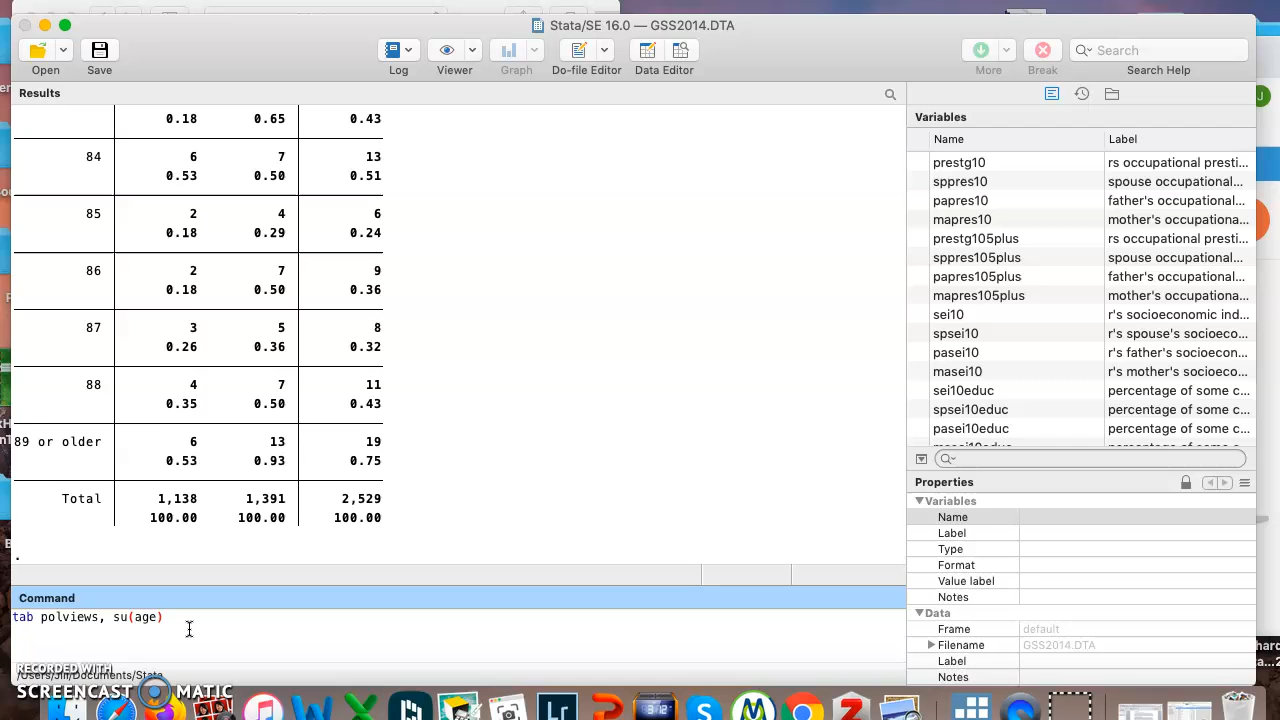 Stata/SE 16.0 — GSS2014.DTA
Open
Save
Log
Viewer
Graph
Do-file Editor
Data Editor
More
Break
Search
Search Help
Results
0.18 0.65 0.43
84 6 7 13
0.53 0.50 0.51
85 2 4 6
0.18 0.29 0.24
86 2 7 9
0.18 0.50 0.36
87 3 5 8
0.26 0.36 0.32
88 4 7 11
0.35 0.50 0.43
89 or older 6 13 19
0.53 0.93 0.75
Total 1,138 1,391 2,529
100.00 100.00 100.00
.
Command
tab polviews, su(age)
/Users/Jill/Documents/Stata
RECORDED WITH
SCREENCAST MATIC
Variables
Name Label
prestg10 rs occupational presti...
sppres10 spouse occupational...
papres10 father's occupational...
mapres10 mother's occupational...
prestg105plus rs occupational presti...
sppres105plus spouse occupational...
papres105plus father's occupational...
mapres105plus mother's occupationa...
sei10 r's socioeconomic ind...
spsei10 r's spouse's socioeco...
pasei10 r's father's socioecon...
masei10 r's mother's socioeco...
sei10educ percentage of some c...
spsei10educ percentage of some c...
pasei10educ percentage of some c...
Properties
Variables
Name
Label
Type
Format
Value label
Notes
Data
Frame default
Filename GSS2014.DTA
Label
Notes